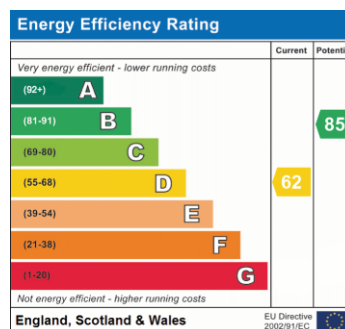 Energy Efficiency Rating
Current Potenti
Very energy efficient - lower running costs
(92+) A
(81-91) B
85
(69-80) C
(55-68) D
62
(39-54) E
(21-38) F
(1-20) G
Not energy efficient - higher running costs
England, Scotland & Wales
EU Directive
2002/91/EC